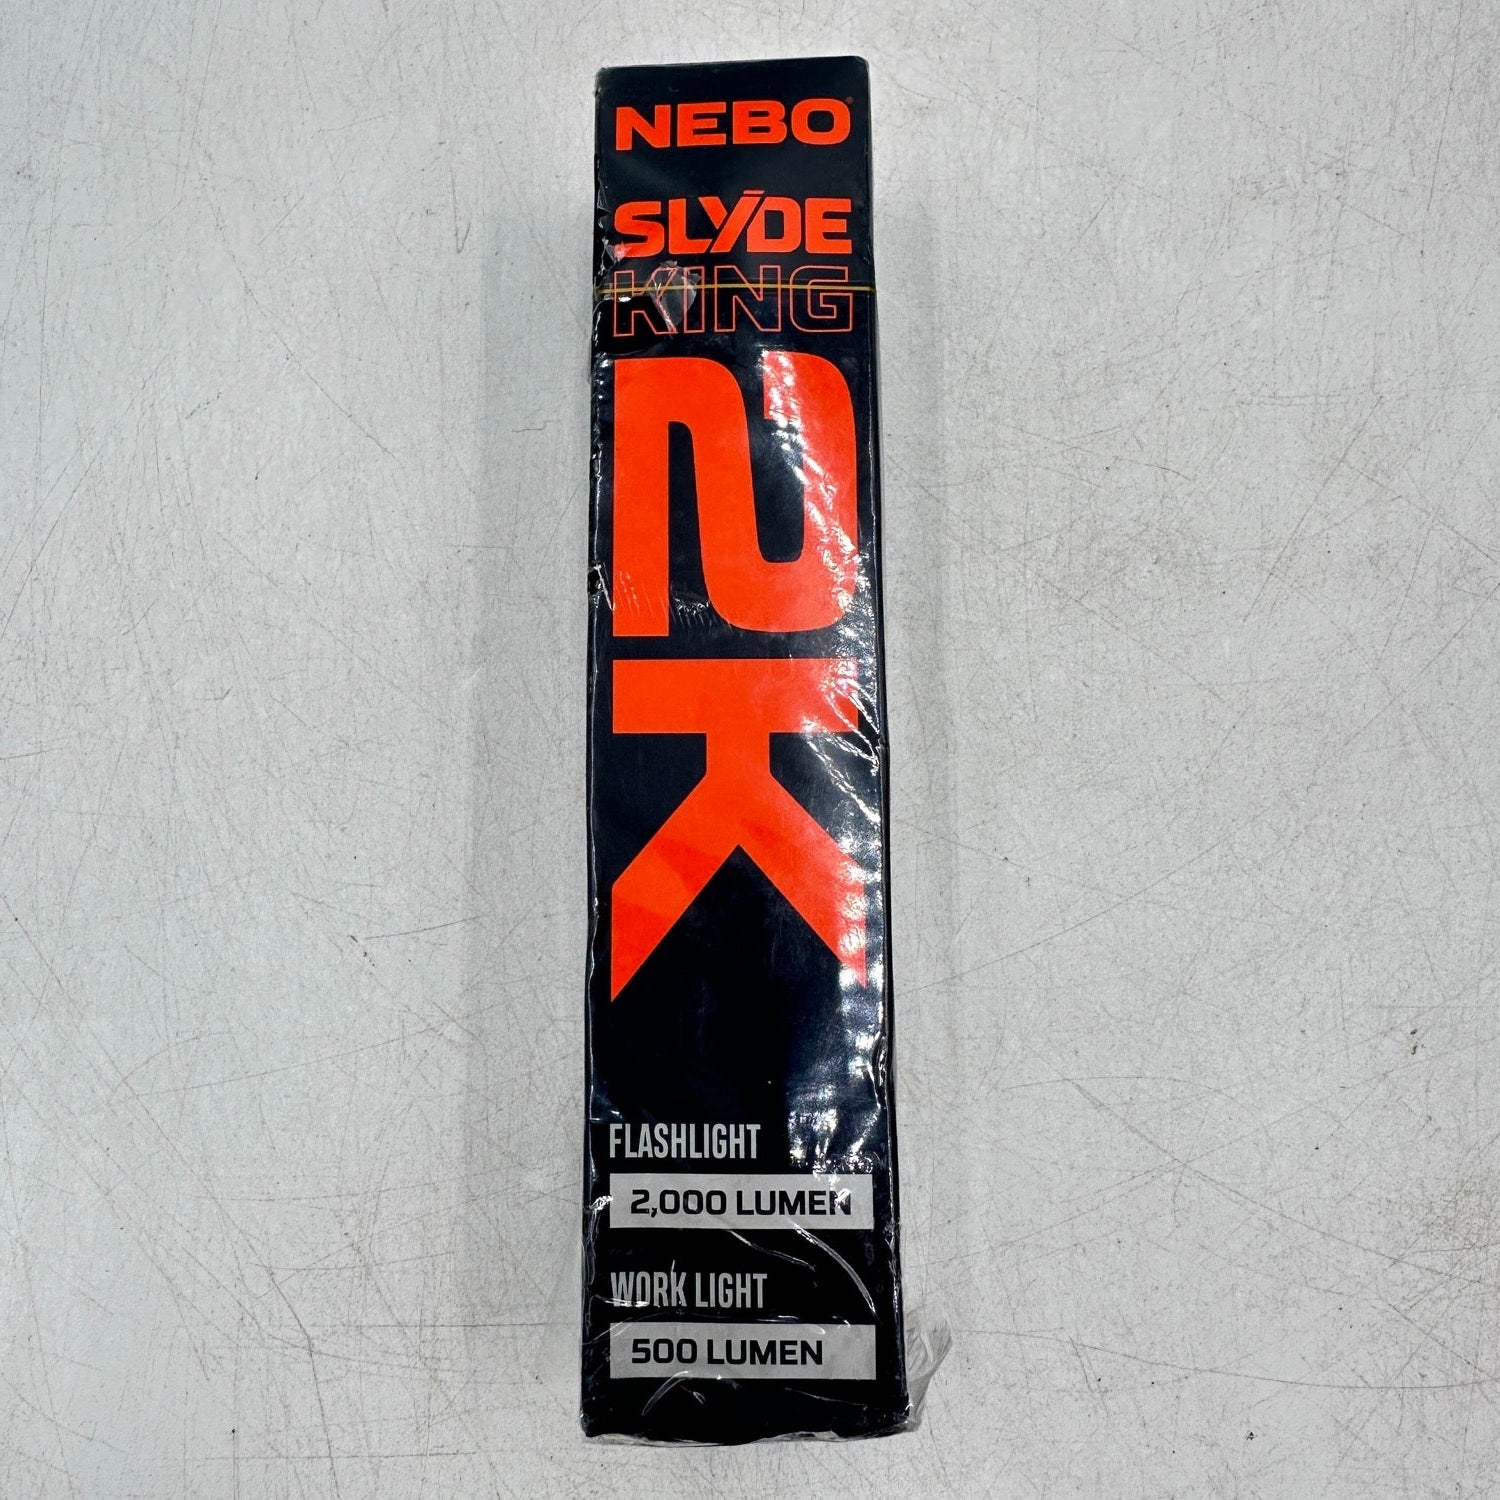 NEBO®
SLYDE
KING
2K
FLASHLIGHT
2,000 LUMEN
WORK LIGHT
500 LUMEN